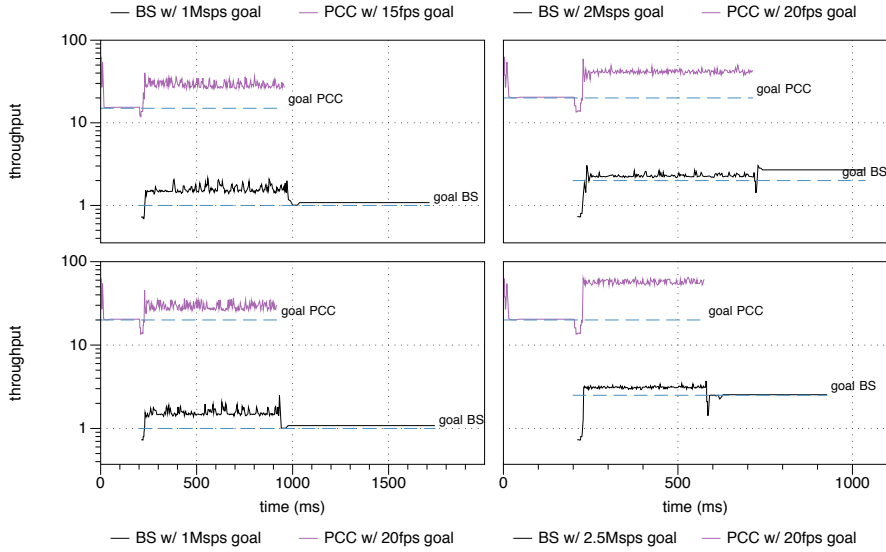 BS w/ 1Msps goal PCC w/ 15fps goal BS w/ 2Msps goal PCC w/ 20fps goal
100
10
1
throughput
goal PCC
goal BS
goal PCC
goal BS
100
10
1
throughput
goal PCC
goal BS
goal PCC
goal BS
0 500 1000 1500 0 500 1000
time (ms) time (ms)
BS w/ 1Msps goal PCC w/ 20fps goal BS w/ 2.5Msps goal PCC w/ 20fps goal